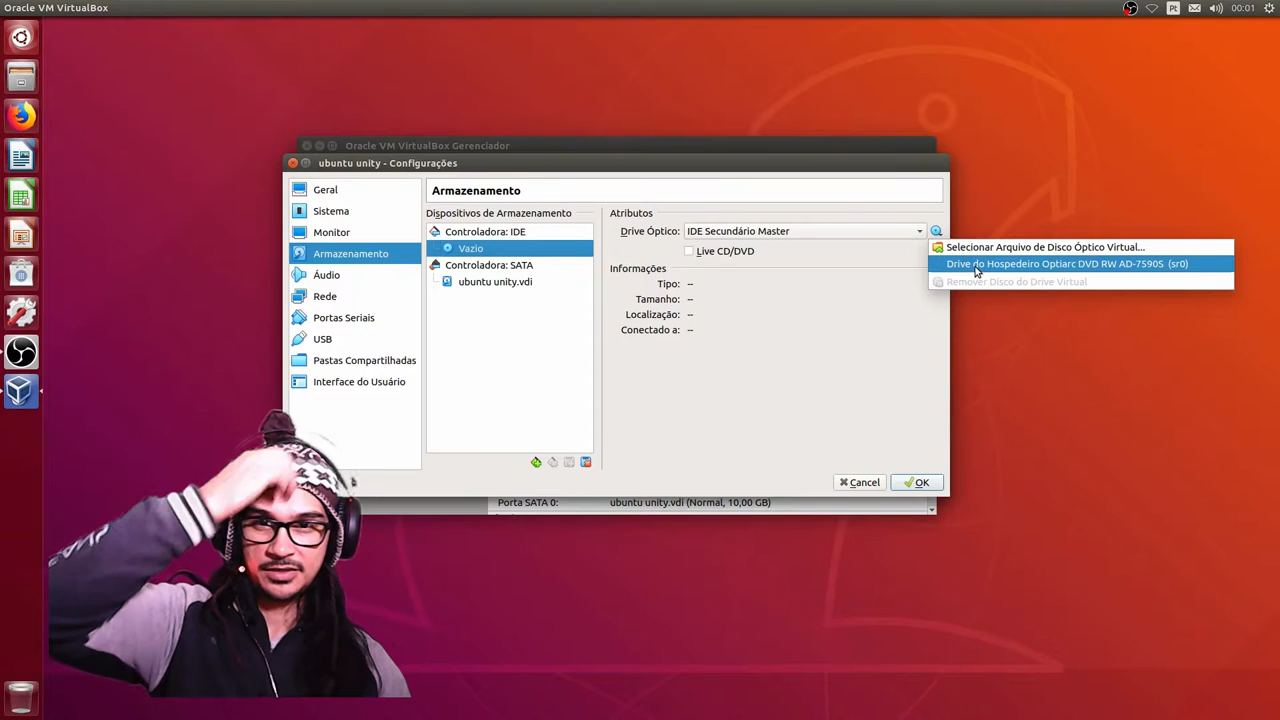 Oracle VM VirtualBox
Pt
00:01
Oracle VM VirtualBox Gerenciador
ubuntu unity - Configurações
Geral
Sistema
Monitor
Armazenamento
Áudio
Rede
Portas Seriais
USB
Pastas Compartilhadas
Interface do Usuário
Armazenamento
Dispositivos de Armazenamento
Controladora: IDE
Vazio
Controladora: SATA
ubuntu unity.vdi
Atributos
Drive Óptico: IDE Secundário Master
Live CD/DVD
Informações
Tipo: --
Tamanho: --
Localização: --
Conectado a: --
Selecionar Arquivo de Disco Óptico Virtual...
Drive do Hospedeiro Optiarc DVD RW AD-7590S (sr0)
Remover Disco do Drive Virtual
Cancel
OK
Porta SATA 0: ubuntu unity.vdi (Normal, 10,00 GB)